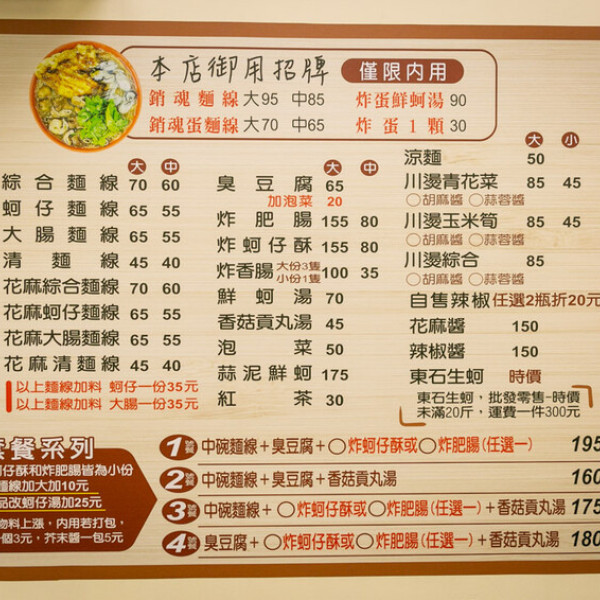 本店御用招牌 僅限內用
銷魂麵線 大95 中85 炸蛋鮮蚵湯 90
銷魂蛋麵線 大70 中65 炸蛋1顆 30
大 中
綜合麵線 70 60
蚵仔麵線 65 55
大腸麵線 65 55
清麵線 45 40
花麻綜合麵線 70 60
花麻蚵仔麵線 65 55
花麻大腸麵線 65 55
花麻清麵線 45 40
以上麵線加料 蚵仔一份35元
以上麵線加料 大腸一份35元
大 中
臭豆腐 65
加泡菜 20
炸肥腸 155 80
炸蚵仔酥 155 80
炸香腸 大份3隻 小份1隻 100 35
鮮蚵湯 70
香菇貢丸湯 45
泡菜 50
蒜泥鮮蚵 175
紅茶 30
大 小
涼麵 50
川燙青花菜 85 45
○胡麻醬 ○蒜蓉醬
川燙玉米筍 85 45
○胡麻醬 ○蒜蓉醬
川燙綜合 85
○胡麻醬 ○蒜蓉醬
自售辣椒 任選2瓶折20元
花麻醬 150
辣椒醬 150
東石生蚵 時價
東石生蚵，批發零售-時價
未滿20斤，運費一件300元
套餐系列
蚵仔酥和炸肥腸皆為小份
麵線加大加10元
品改蚵仔湯加25元
物料上漲，內用若打包，
一個3元，芥末醬一包5元
1號餐 中碗麵線+臭豆腐+○炸蚵仔酥或○炸肥腸(任選一) 195
2號餐 中碗麵線+臭豆腐+香菇貢丸湯 160
3號餐 中碗麵線+○炸蚵仔酥或○炸肥腸(任選一)+香菇貢丸湯 175
4號餐 臭豆腐+○炸蚵仔酥或○炸肥腸(任選一)+香菇貢丸湯 180